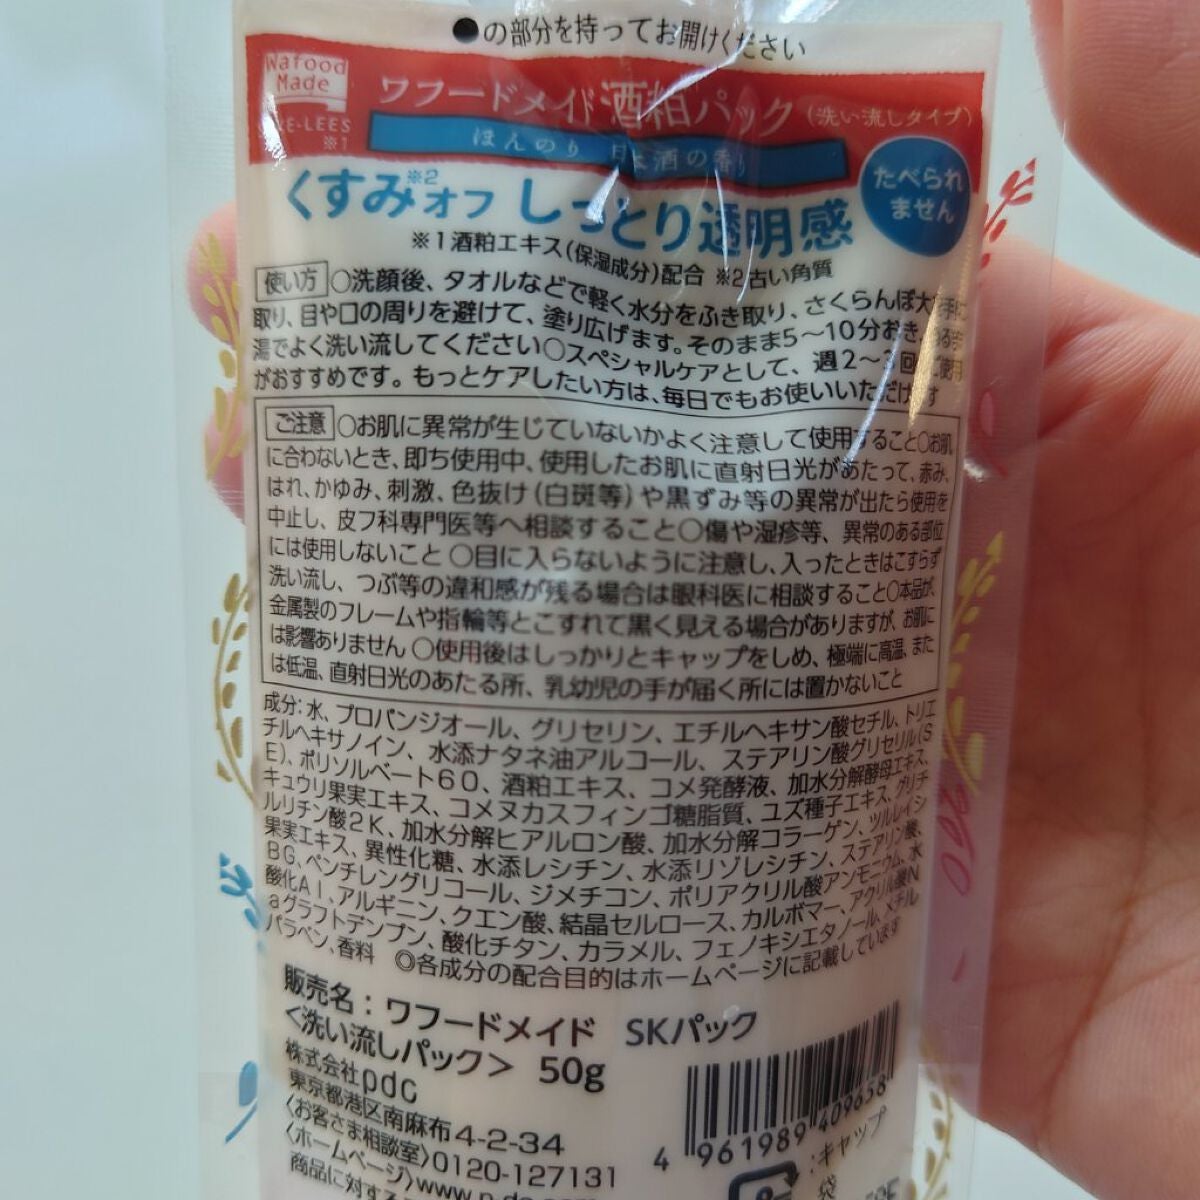 ●の部分を持ってお開けください
Wafood
Made
KE-LEES
※1
ワフードメイド 酒粕パック(洗い流しタイプ)
ほんのり 日本酒の香り
くすみ※2オフ しっとり透明感
たべられ
ません
※1酒粕エキス(保湿成分)配合 ※2古い角質
使い方 ○洗顔後、タオルなどで軽く水分をふき取り、さくらんぼ大を手に
取り、目や口の周りを避けて、塗り広げます。そのまま5～10分おき、
湯でよく洗い流してください○スペシャルケアとして、週2～3回のご使用
がおすすめです。もっとケアしたい方は、毎日でもお使いいただけます
ご注意 ○お肌に異常が生じていないかよく注意して使用すること○お肌
に合わないとき、即ち使用中、使用したお肌に直射日光があたって、赤み、
はれ、かゆみ、刺激、色抜け(白斑等)や黒ずみ等の異常が出たら使用を
中止し、皮フ科専門医等へ相談すること○傷や湿疹等、異常のある部位
には使用しないこと ○目に入らないように注意し、入ったときはこすらず
洗い流し、つぶ等の違和感が残る場合は眼科医に相談すること○本品が、
金属製のフレームや指輪等とこすれて黒く見える場合がありますが、お肌に
は影響ありません ○使用後はしっかりとキャップをしめ、極端に高温、また
は低温、直射日光のあたる所、乳幼児の手が届く所には置かないこと
成分:水、プロパンジオール、グリセリン、エチルヘキサン酸セチル、トリエ
チルヘキサノイン、水添ナタネ油アルコール、ステアリン酸グリセリル(S
E)、ポリソルベート60、酒粕エキス、コメ発酵液、加水分解酵母エキス、
キュウリ果実エキス、コメヌカスフィンゴ糖脂質、ユズ種子エキス、グリチ
ルリチン酸2K、加水分解ヒアルロン酸、加水分解コラーゲン、ツルレイシ
果実エキス、異性化糖、水添レシチン、水添リゾレシチン、ステアリン酸、
BG、ペンチレングリコール、ジメチコン、ポリアクリル酸アンモニウム、水
酸化Al、アルギニン、クエン酸、結晶セルロース、カルボマー、アクリル酸N
aグラフトデンプン、酸化チタン、カラメル、フェノキシエタノール、メチル
パラベン、香料 ◎各成分の配合目的はホームページに記載しています
販売名:ワフードメイド SKパック
<洗い流しパック> 50g
株式会社pdc
東京都港区南麻布4-2-34
〈お客さま相談室〉0120-127131
〈ホームページ〉www.p-dc.com
商品に対する
4 961989 409658
:キャップ
袋